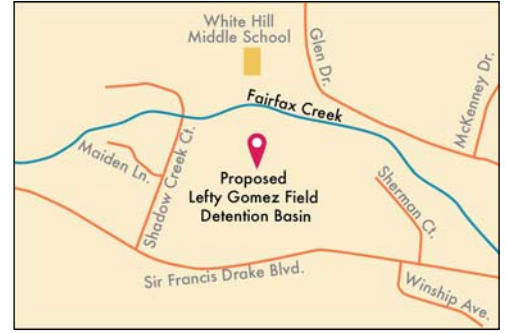 White Hill
Middle School
Glen Dr.
McKenney Dr.
Fairfax Creek
Maiden Ln.
Shadow Creek Ct.
Proposed
Lefty Gomez Field
Detention Basin
Sherman Ct.
Sir Francis Drake Blvd.
Winship Ave.